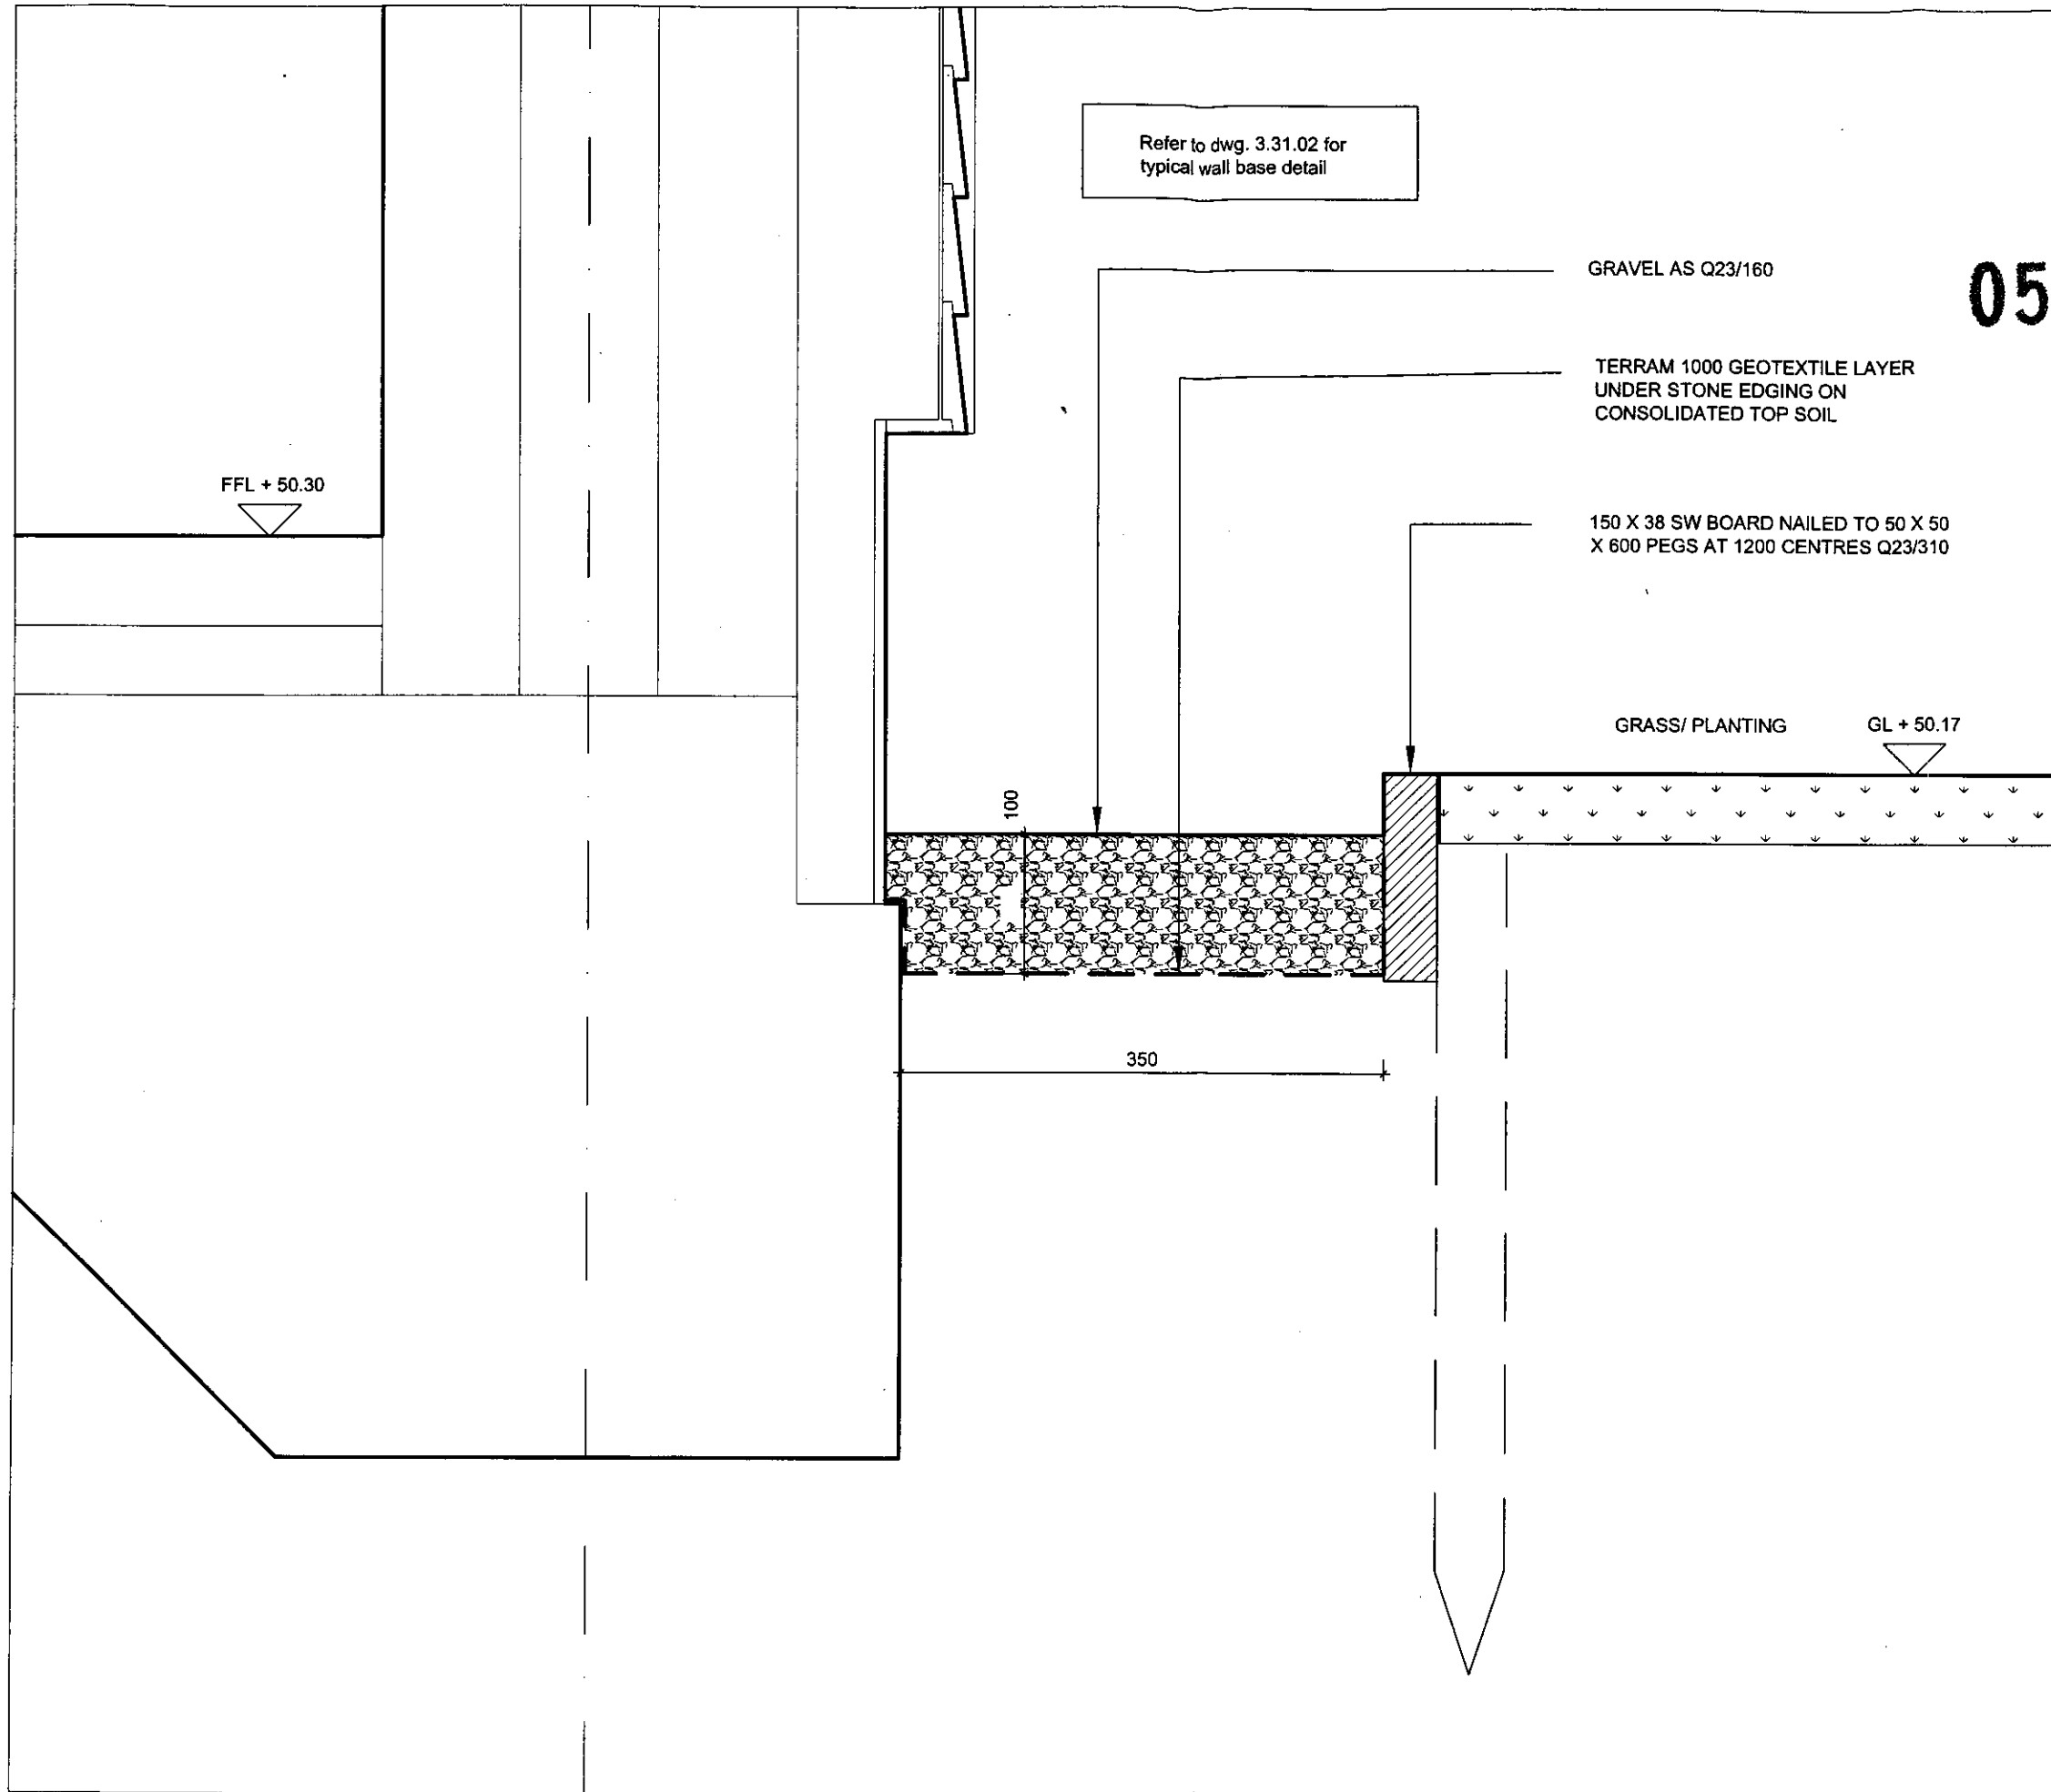 Refer to dwg. 3.31.02 for
typical wall base detail
GRAVEL AS Q23/160
05
TERRAM 1000 GEOTEXTILE LAYER
UNDER STONE EDGING ON
CONSOLIDATED TOP SOIL
FFL + 50.30
150 X 38 SW BOARD NAILED TO 50 X 50
X 600 PEGS AT 1200 CENTRES Q23/310
GRASS/ PLANTING
GL + 50.17
100
350